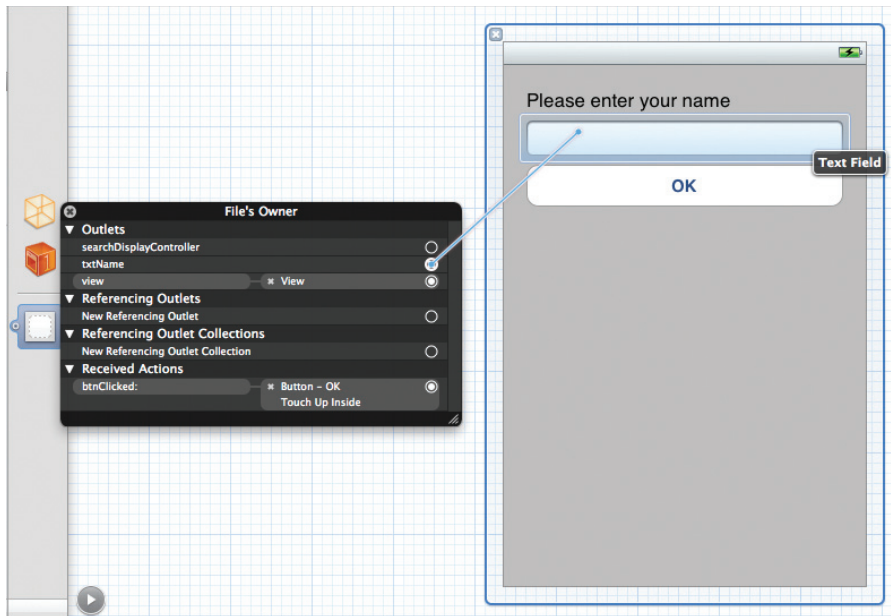 Please enter your name
Text Field
OK
File's Owner
Outlets
searchDisplayController
txtName
view View
Referencing Outlets
New Referencing Outlet
Referencing Outlet Collections
New Referencing Outlet Collection
Received Actions
btnClicked: Button – OK
Touch Up Inside